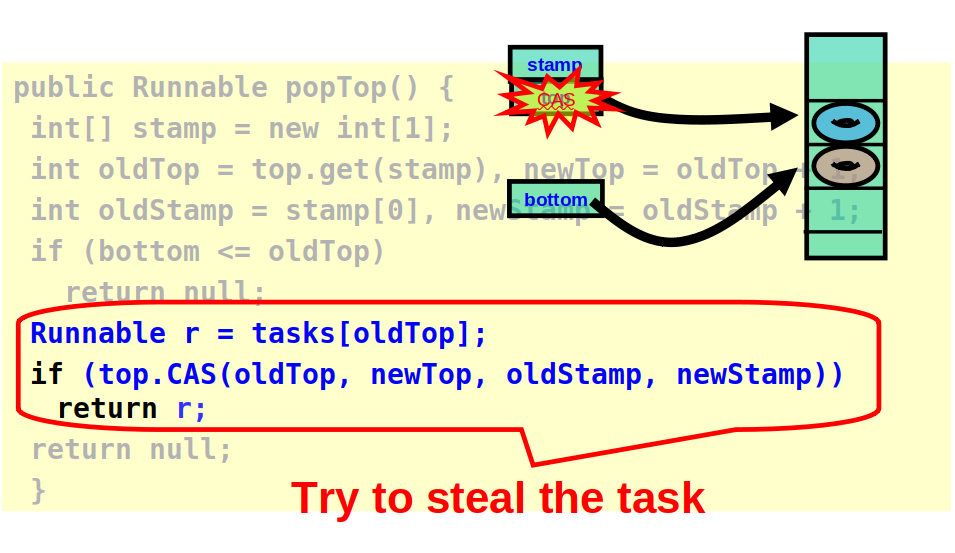 public Runnable popTop() {
int[] stamp = new int[1];
int oldTop = top.get(stamp), newTop = oldTop + 1;
int oldStamp = stamp[0], newStamp = oldStamp + 1;
if (bottom <= oldTop)
return null;
Runnable r = tasks[oldTop];
if (top.CAS(oldTop, newTop, oldStamp, newStamp))
return r;
return null;
}
stamp
top
CAS
bottom
Try to steal the task